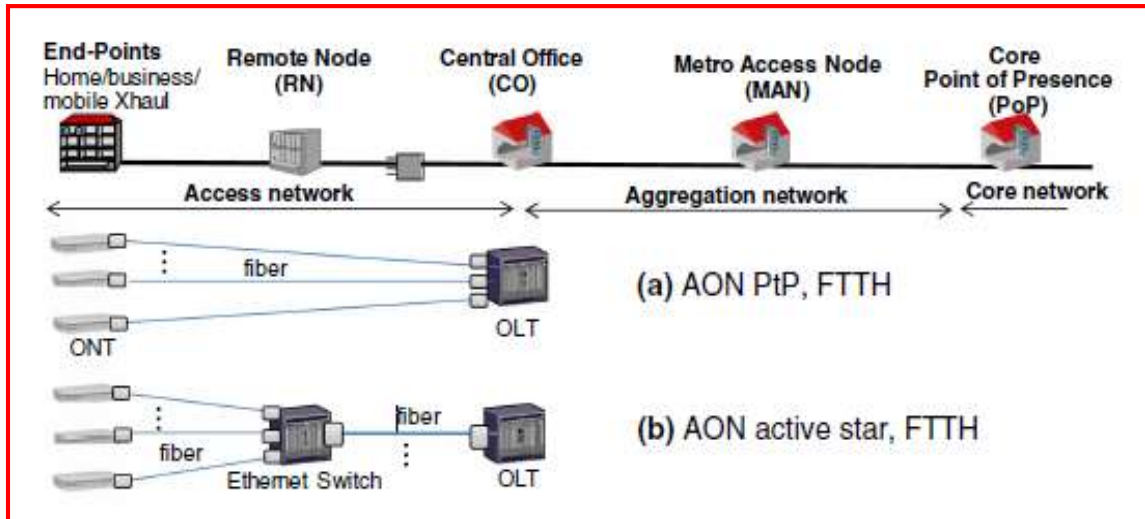 End-Points
Home/business/
mobile Xhaul
Remote Node
(RN)
Central Office
(CO)
Metro Access Node
(MAN)
Core
Point of Presence
(PoP)
Access network
Aggregation network
Core network
fiber
ONT
OLT
(a) AON PtP, FTTH
fiber
Ethernet Switch
fiber
OLT
(b) AON active star, FTTH